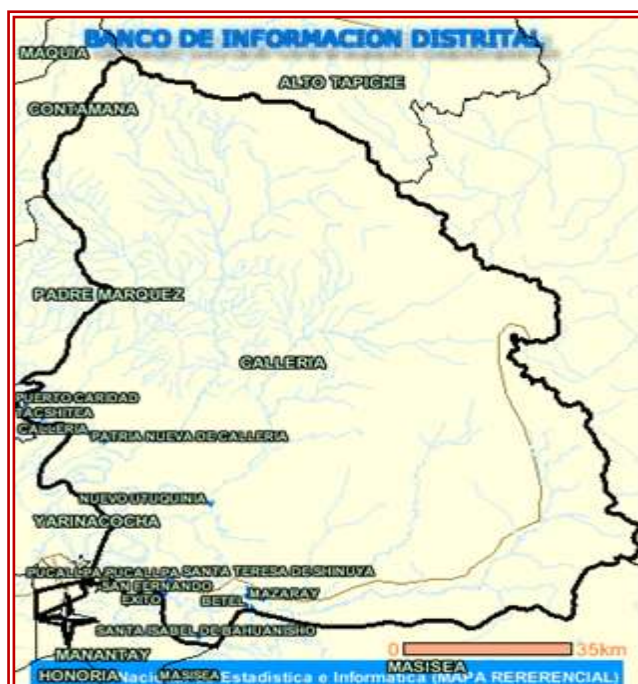 BANCO DE INFORMACION DISTRITAL
MAQUIA
ALTO TAPICHE
CONTAMANA
PADRE MARQUEZ
CALLERIA
PUERTO CARIDAD
TACSHITEA
CALLERIA
PATRIA NUEVA DE CALLERIA
NUEVO UTUQUINIA
YARINACOCHA
PUCALLPA PUCALLPA SANTA TERESA DE SHINUYA
SAN FERNANDO
EXITO
BETEL
MAZARAY
SANTA ISABEL DE BAHUANISHO
0 35km
MANANTAY
MASISEA
HONORIA
MASISEA
Nacio Estadistica e Informatica (MAPA RERERENCIAL)